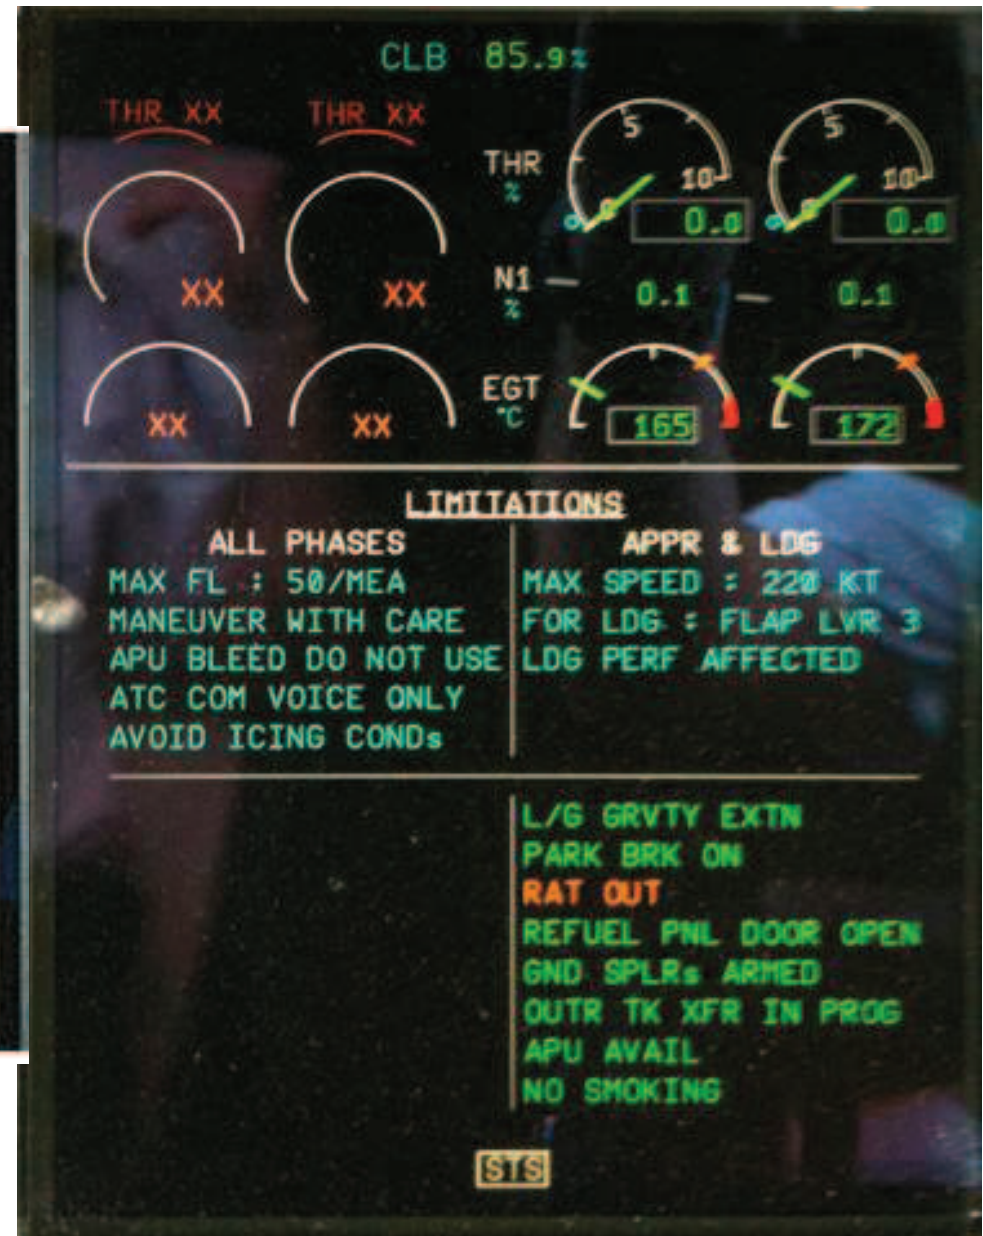 CLB 85.9%
THR XX THR XX
THR % 5 10 0.0 5 10 0.0
XX XX N1 % 0.1 0.1
XX XX EGT °C 165 172
LIMITATIONS
ALL PHASES
MAX FL : 50/MEA
MANEUVER WITH CARE
APU BLEED DO NOT USE
ATC COM VOICE ONLY
AVOID ICING CONDs
APPR & LDG
MAX SPEED : 220 KT
FOR LDG : FLAP LVR 3
LDG PERF AFFECTED
L/G GRVTY EXTN
PARK BRK ON
RAT OUT
REFUEL PNL DOOR OPEN
GND SPLRs ARMED
OUTR TK XFR IN PROG
APU AVAIL
NO SMOKING
STS